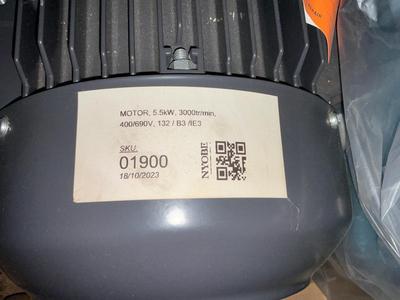 MOTOR, 5.5kW, 3000tr/min,
400/690V, 132 / B3 /IE3
SKU.
01900
18/10/2023
NYOBE